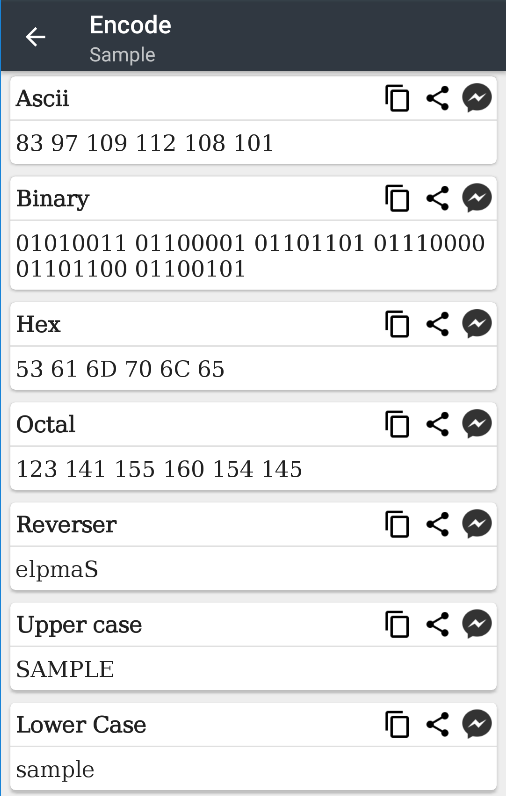 Encode
Sample
Ascii
83 97 109 112 108 101
Binary
01010011 01100001 01101101 01110000
01101100 01100101
Hex
53 61 6D 70 6C 65
Octal
123 141 155 160 154 145
Reverser
elpmaS
Upper case
SAMPLE
Lower Case
sample